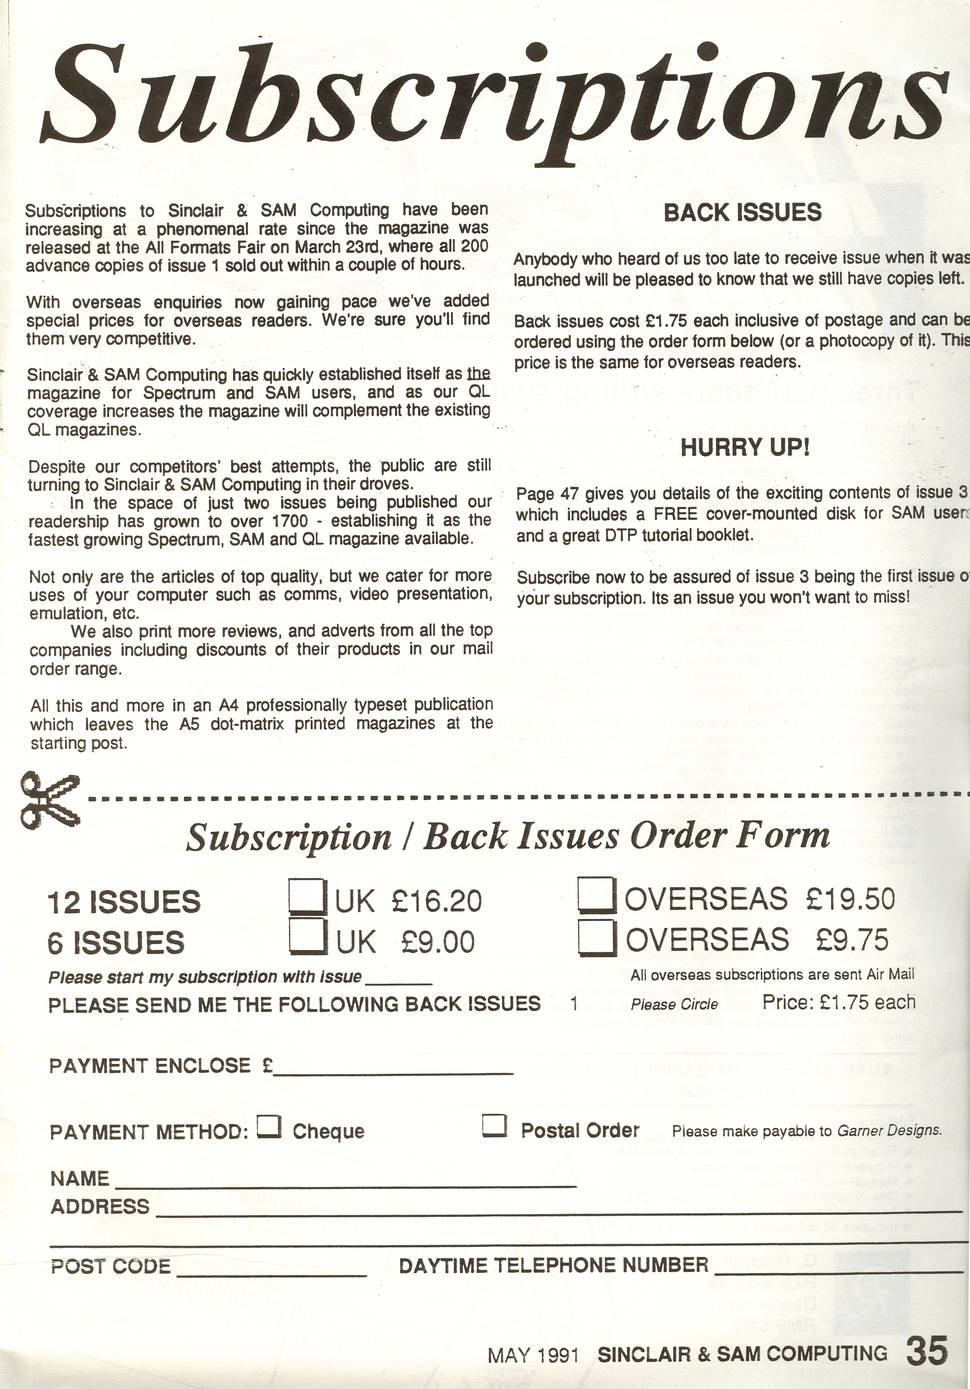 Subscriptions
Subscriptions to Sinclair & SAM Computing have been
increasing at a phenomenal rate since the magazine was
released at the All Formats Fair on March 23rd, where all 200
advance copies of issue 1 sold out within a couple of hours.
With overseas enquiries now gaining pace we've added
special prices for overseas readers. We're sure you'll find
them very competitive.
Sinclair & SAM Computing has quickly established itself as the
magazine for Spectrum and SAM users, and as our QL
coverage increases the magazine will complement the existing
QL magazines.
Despite our competitors' best attempts, the public are still
turning to Sinclair & SAM Computing in their droves.
In the space of just two issues being published our
readership has grown to over 1700 - establishing it as the
fastest growing Spectrum, SAM and QL magazine available.
Not only are the articles of top quality, but we cater for more
uses of your computer such as comms, video presentation,
emulation, etc.
We also print more reviews, and adverts from all the top
companies including discounts of their products in our mail
order range.
All this and more in an A4 professionally typeset publication
which leaves the A5 dot-matrix printed magazines at the
starting post.
BACK ISSUES
Anybody who heard of us too late to receive issue when it was
launched will be pleased to know that we still have copies left.
Back issues cost £1.75 each inclusive of postage and can be
ordered using the order form below (or a photocopy of it). This
price is the same for overseas readers.
HURRY UP!
Page 47 gives you details of the exciting contents of issue 3
which includes a FREE cover-mounted disk for SAM users
and a great DTP tutorial booklet.
Subscribe now to be assured of issue 3 being the first issue o
your subscription. Its an issue you won't want to miss!
Subscription / Back Issues Order Form
12 ISSUES UK £16.20 OVERSEAS £19.50
6 ISSUES UK £9.00 OVERSEAS £9.75
Please start my subscription with issue All overseas subscriptions are sent Air Mail
PLEASE SEND ME THE FOLLOWING BACK ISSUES 1 Please Circle Price: £1.75 each
PAYMENT ENCLOSE £
PAYMENT METHOD: Cheque Postal Order Please make payable to Garner Designs.
NAME
ADDRESS
POST CODE DAYTIME TELEPHONE NUMBER
MAY 1991 SINCLAIR & SAM COMPUTING 35